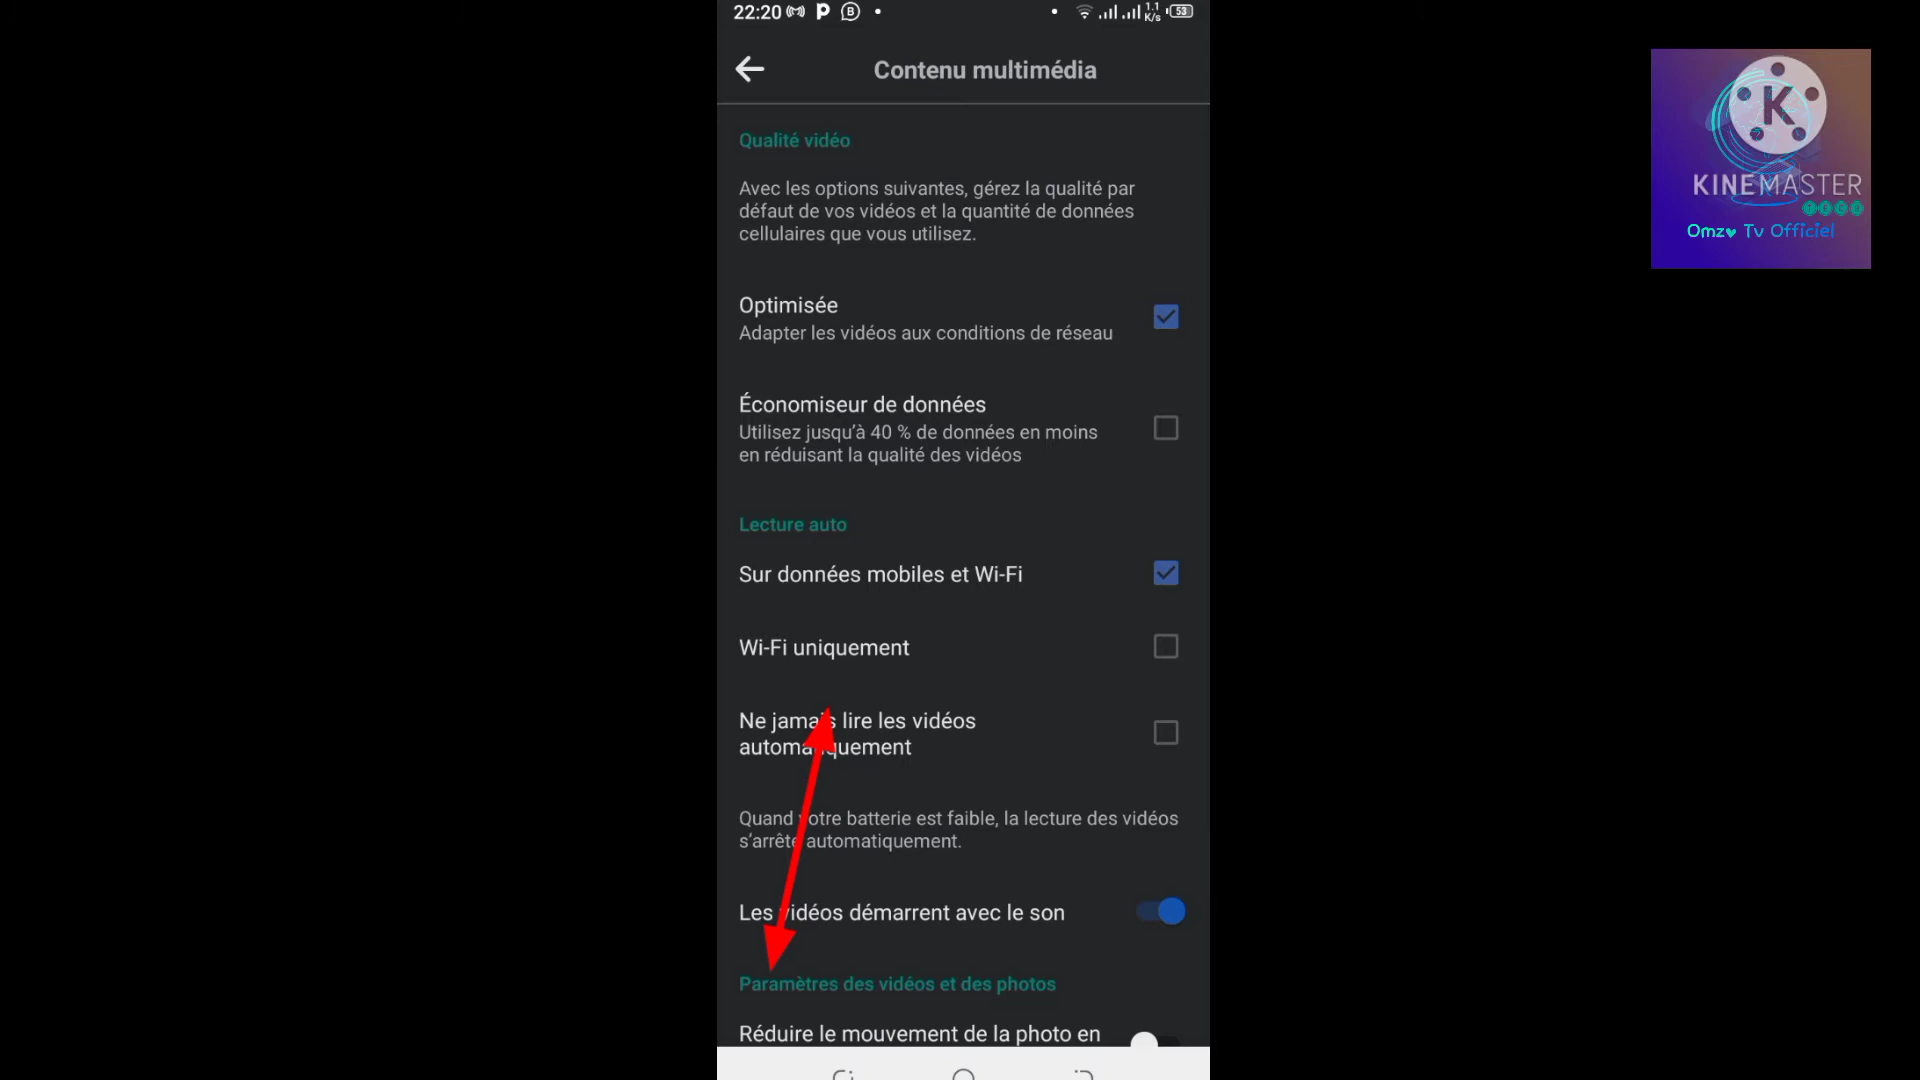 22:20
1.1
K/s
53
Contenu multimédia
Qualité vidéo
Avec les options suivantes, gérez la qualité par
défaut de vos vidéos et la quantité de données
cellulaires que vous utilisez.
Optimisée
Adapter les vidéos aux conditions de réseau
Économiseur de données
Utilisez jusqu’à 40 % de données en moins
en réduisant la qualité des vidéos
Lecture auto
Sur données mobiles et Wi-Fi
Wi-Fi uniquement
Ne jamais lire les vidéos
automatiquement
Quand votre batterie est faible, la lecture des vidéos
s’arrête automatiquement.
Les vidéos démarrent avec le son
Paramètres des vidéos et des photos
Réduire le mouvement de la photo en
K
KINEMASTER
TECH
Omz Tv Officiel